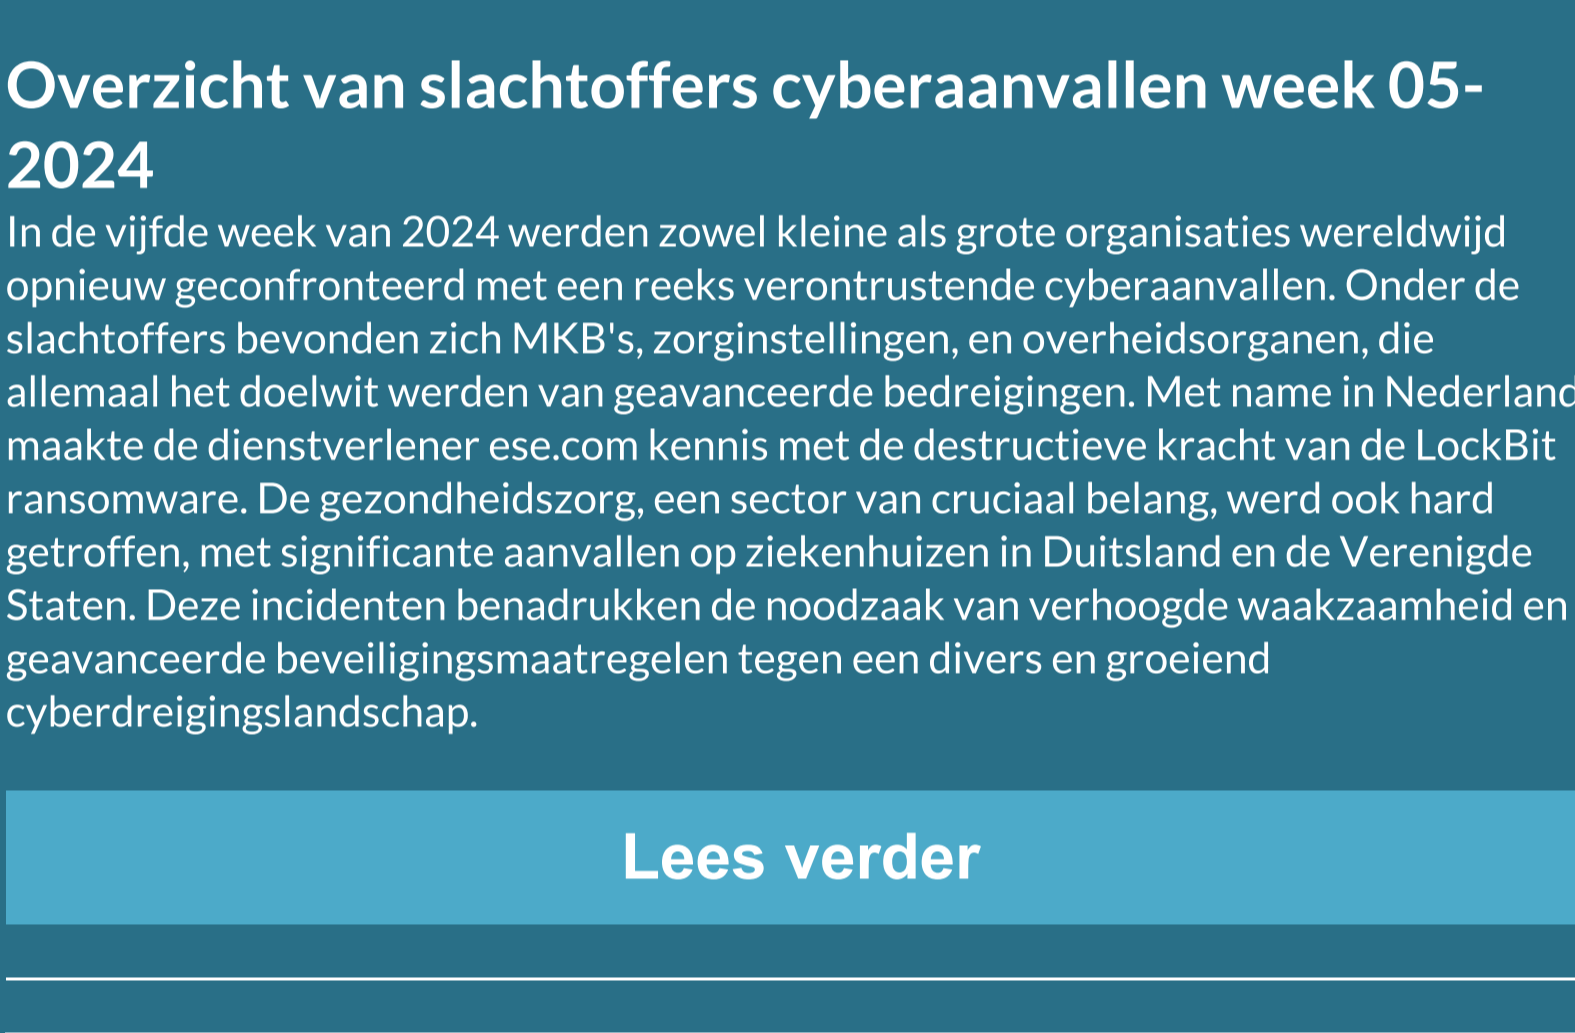 Overzicht van slachtoffers cyberaanvallen week 05-
2024
In de vijfde week van 2024 werden zowel kleine als grote organisaties wereldwijd
opnieuw geconfronteerd met een reeks verontrustende cyberaanvallen. Onder de
slachtoffers bevonden zich MKB's, zorginstellingen, en overheidsorganen, die
allemaal het doelwit werden van geavanceerde bedreigingen. Met name in Nederland
maakte de dienstverlener ese.com kennis met de destructieve kracht van de LockBit
ransomware. De gezondheidszorg, een sector van cruciaal belang, werd ook hard
getroffen, met significante aanvallen op ziekenhuizen in Duitsland en de Verenigde
Staten. Deze incidenten benadrukken de noodzaak van verhoogde waakzaamheid en
geavanceerde beveiligingsmaatregelen tegen een divers en groeiend
cyberdreigingslandschap.
Lees verder